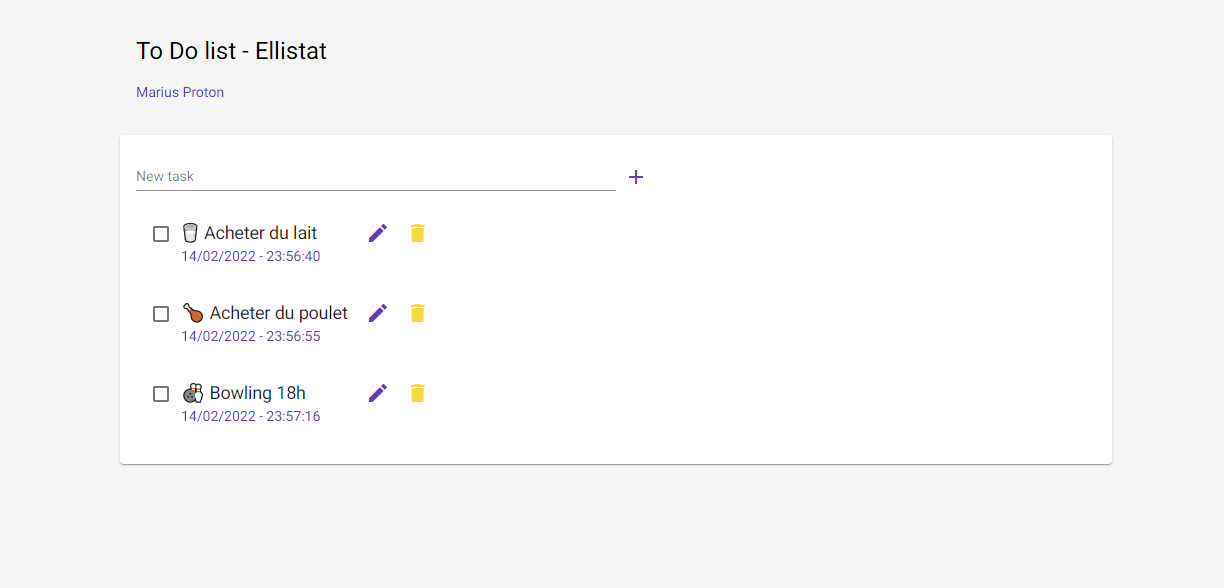 To Do list - Ellistat
Marius Proton
New task
🥛 Acheter du lait
14/02/2022 - 23:56:40
🍗 Acheter du poulet
14/02/2022 - 23:56:55
🎳 Bowling 18h
14/02/2022 - 23:57:16